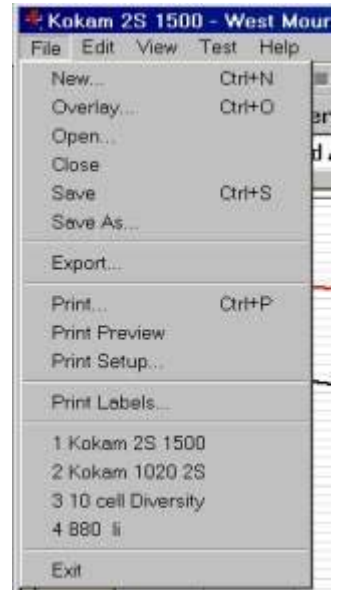 Kokam 2S 1500 - West Mour
File Edit View Test Help
New... Ctrl+N
Overlay... Ctrl+O
Open...
Close
Save Ctrl+S
Save As...
Export...
Print... Ctrl+P
Print Preview
Print Setup...
Print Labels...
1 Kokam 2S 1500
2 Kokam 1020 2S
3 10 cell Diversity
4 880 li
Exit